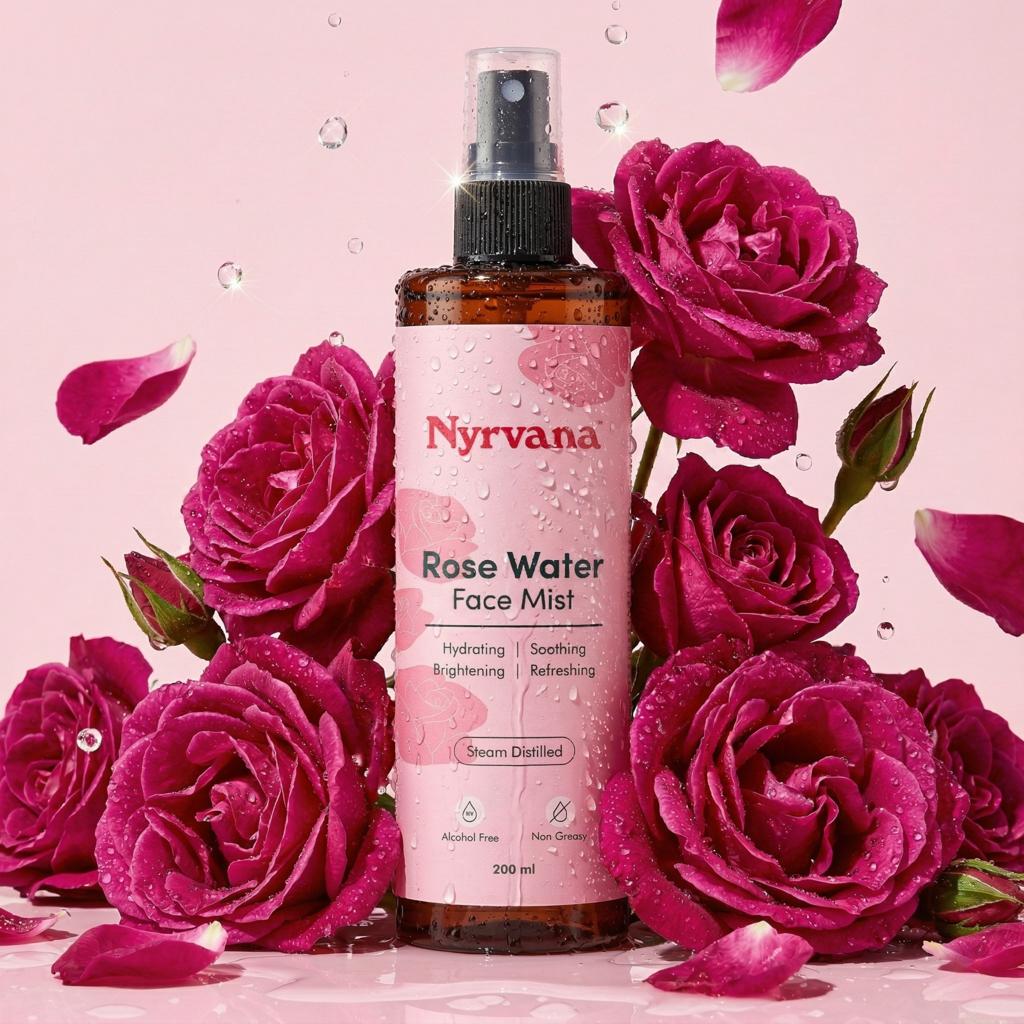 Nyrvana
Rose Water
Face Mist
Hydrating | Soothing
Brightening | Refreshing
Steam Distilled
Alcohol Free
Non Greasy
200 ml